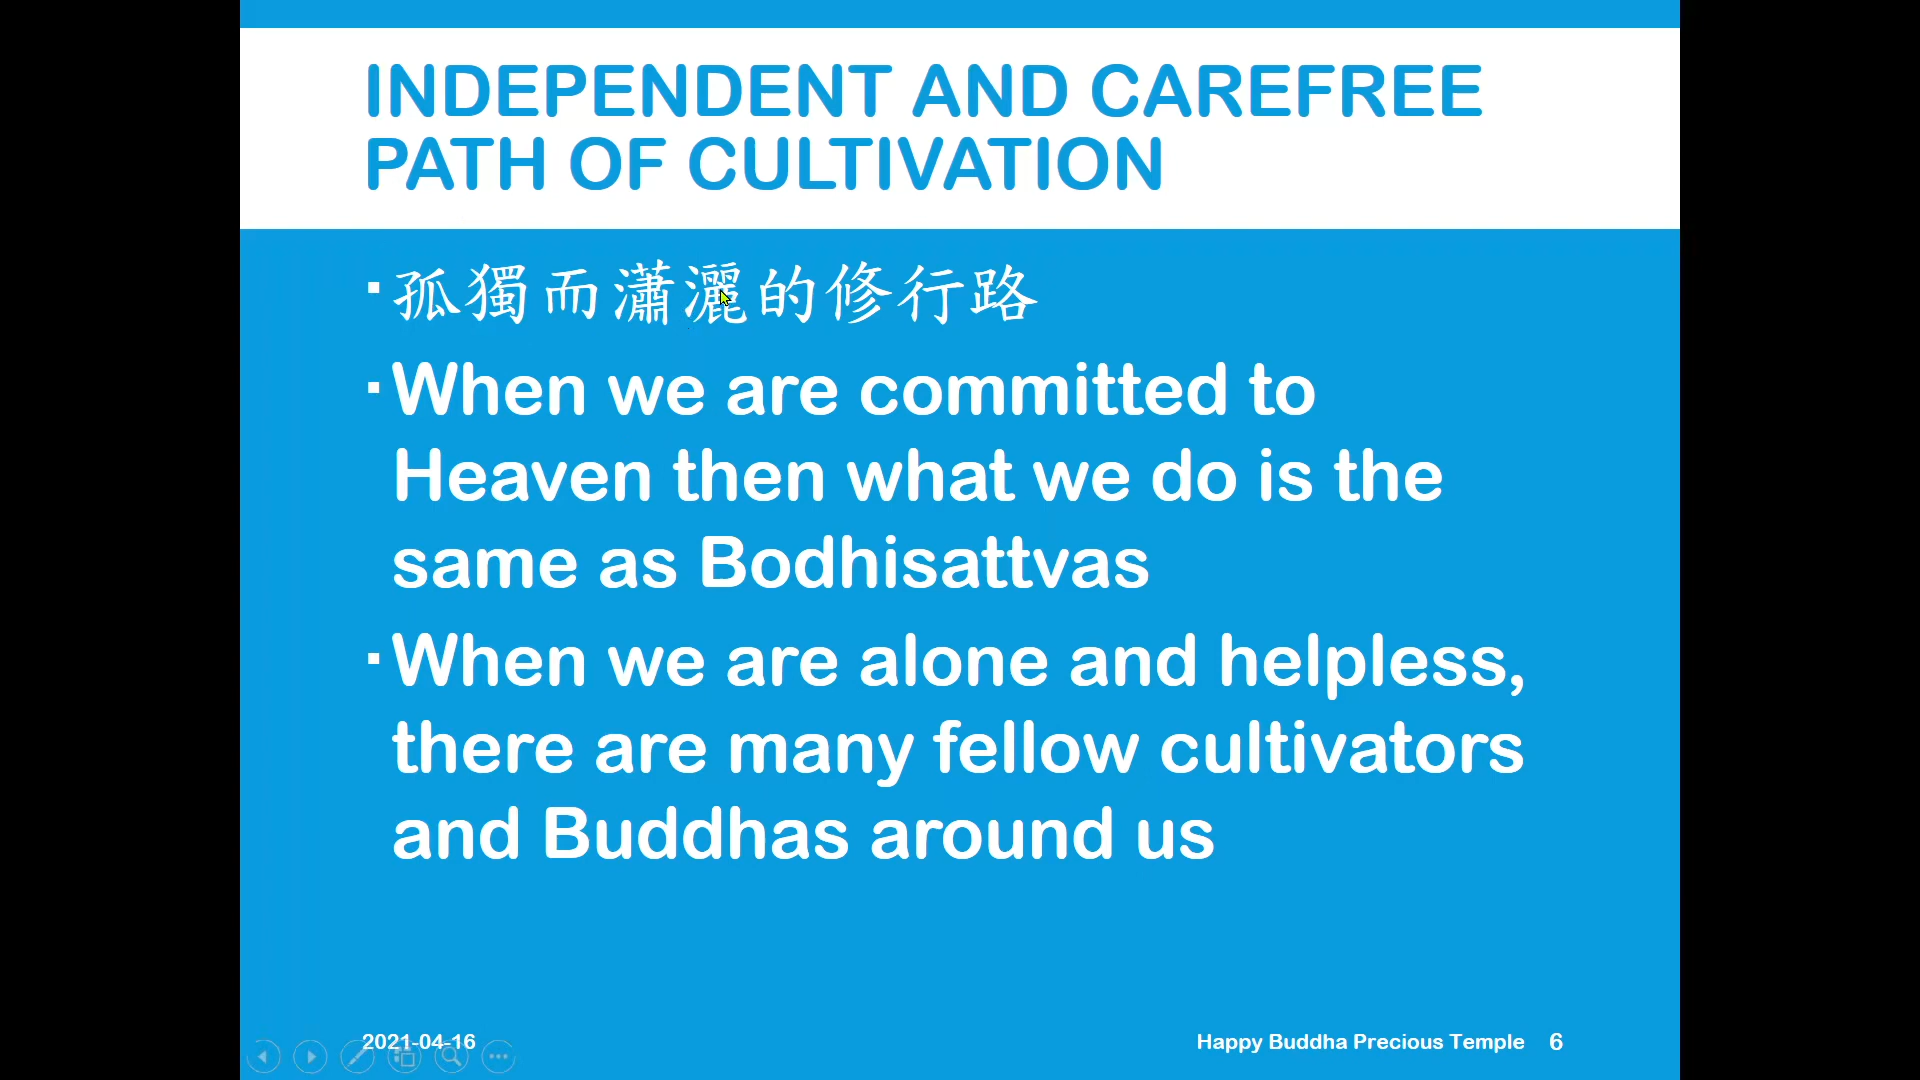 INDEPENDENT AND CAREFREE
PATH OF CULTIVATION
▪孤獨而瀟灑的修行路
▪When we are committed to
Heaven then what we do is the
same as Bodhisattvas
▪When we are alone and helpless,
there are many fellow cultivators
and Buddhas around us
2021-04-16
Happy Buddha Precious Temple 6